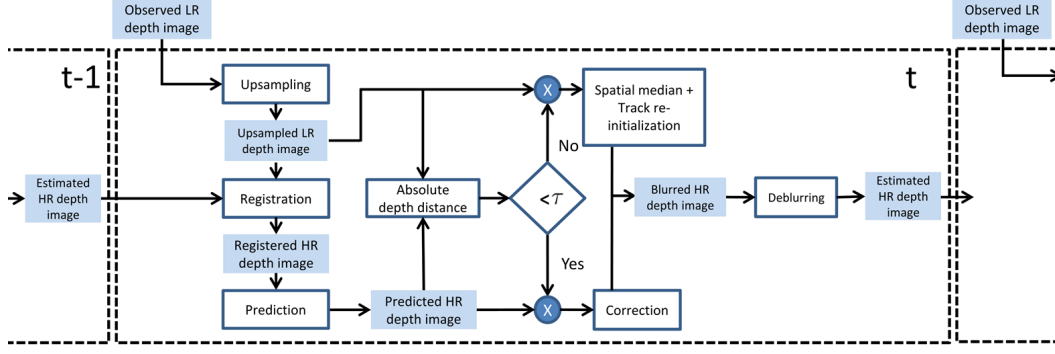 Observed LR
depth image
Observed LR
depth image
t-1
t
Upsampling
Upsampled LR
depth image
Spatial median +
Track re-
initialization
X
No
Estimated
HR depth
image
Registration
Absolute
depth distance
<τ
Blurred HR
depth image
Deblurring
Estimated
HR depth
image
Registered HR
depth image
Yes
Prediction
Predicted HR
depth image
X
Correction